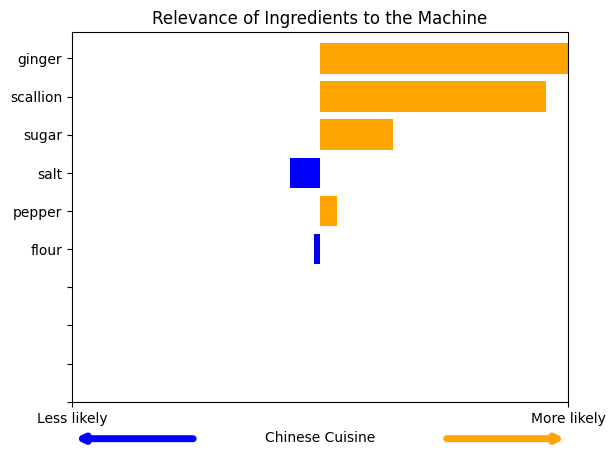 Relevance of Ingredients to the Machine
ginger
scallion
sugar
salt
pepper
flour
Less likely
More likely
Chinese Cuisine